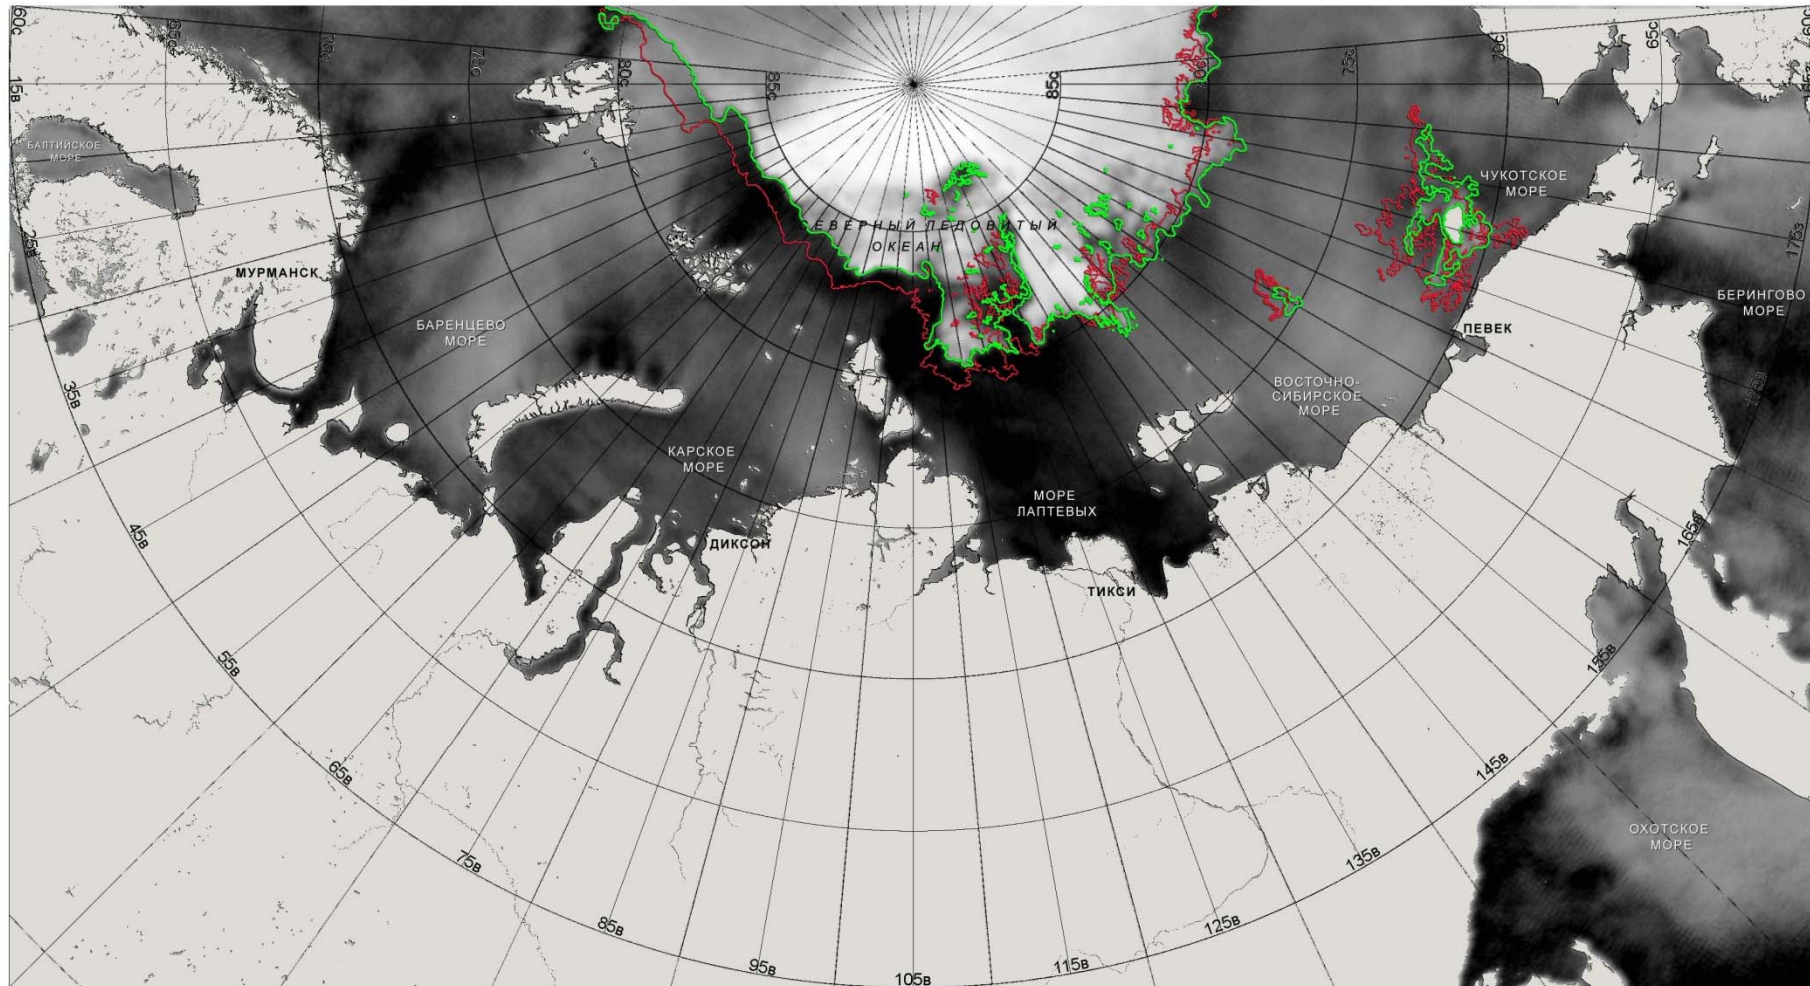 60с
65с
70с
75с
80с
85с
85с
80с
75с
70с
65с
60с
15в
БАЛТИЙСКОЕ
МОРЕ
25в
МУРМАНСК
БАРЕНЦЕВО
МОРЕ
СЕВЕРНЫЙ ЛЕДОВИТЫЙ
ОКЕАН
ЧУКОТСКОЕ
МОРЕ
175з
БЕРИНГОВО
МОРЕ
ПЕВЕК
ВОСТОЧНО-
СИБИРСКОЕ
МОРЕ
35в
КАРСКОЕ
МОРЕ
МОРЕ
ЛАПТЕВЫХ
45в
ДИКСОН
ТИКСИ
165в
55в
155в
65в
145в
ОХОТСКОЕ
МОРЕ
75в
135в
85в
125в
95в
115в
105в